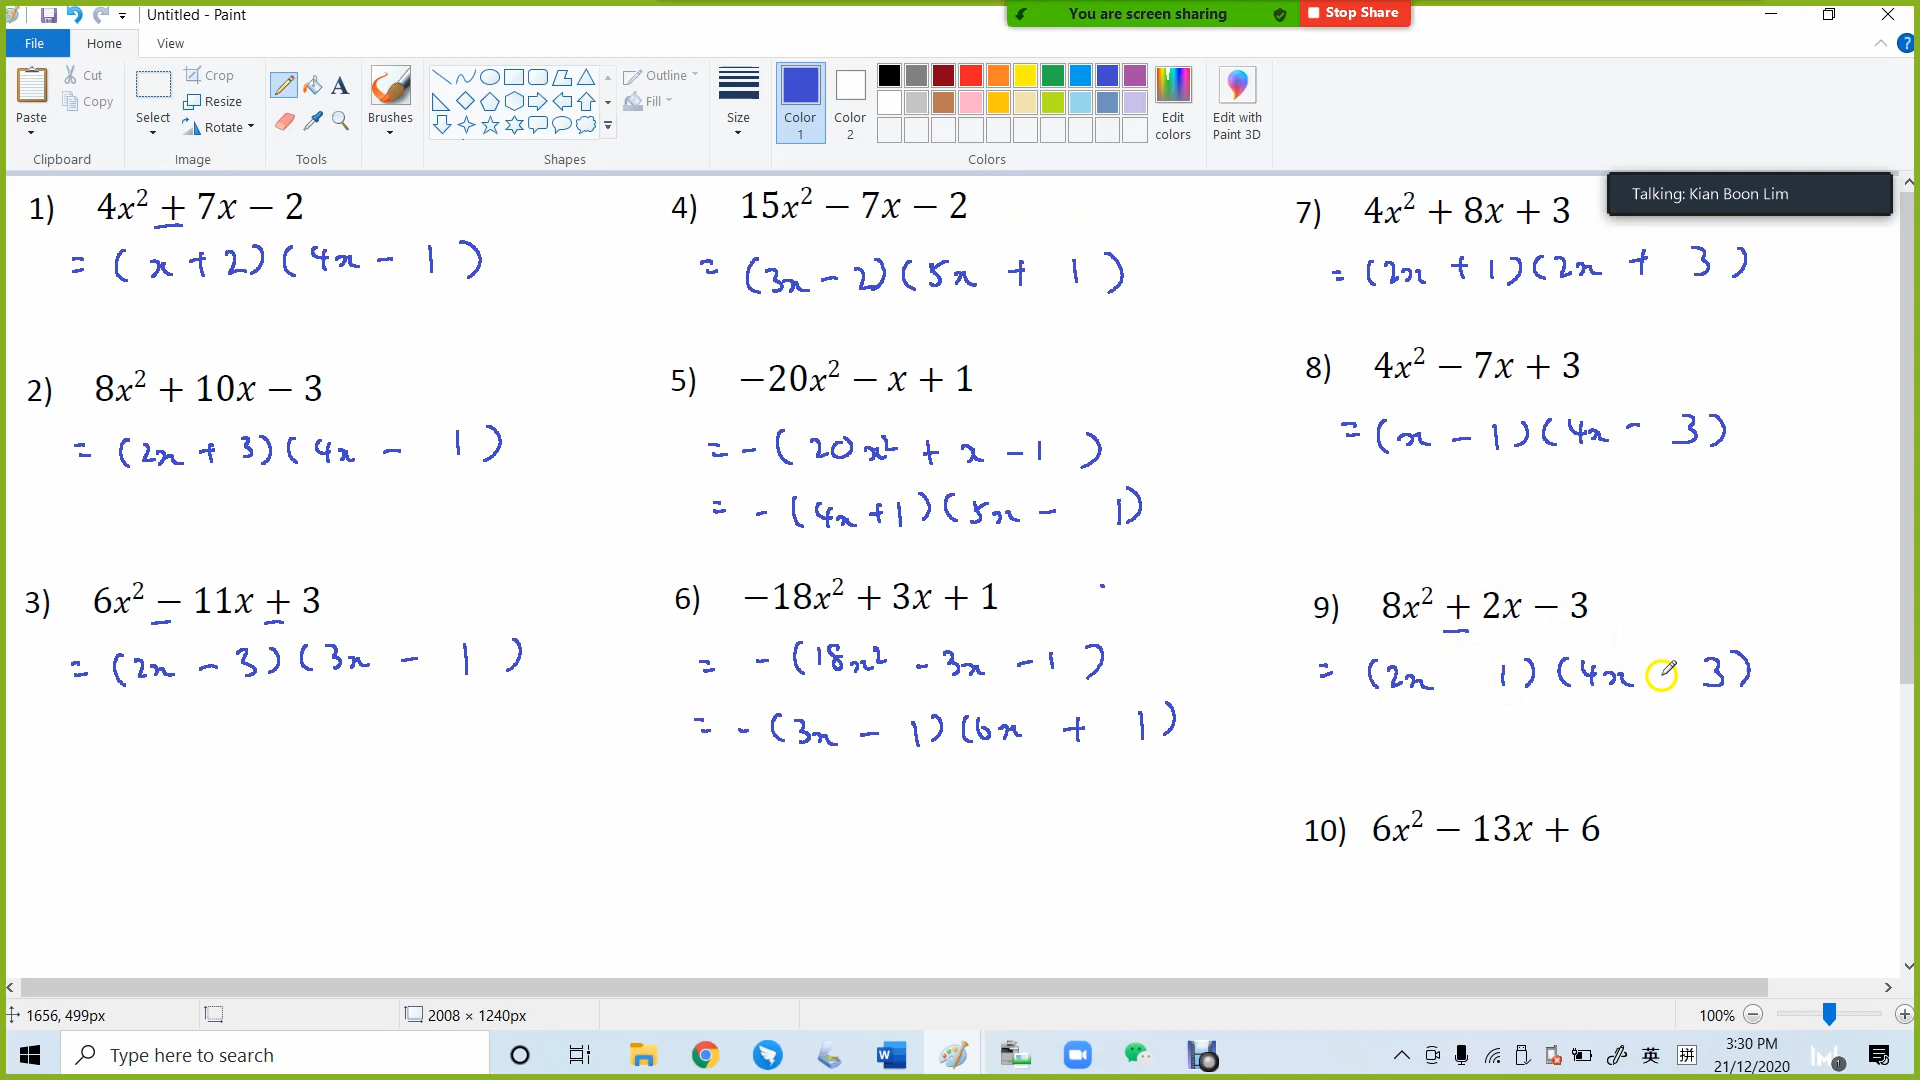 Untitled - Paint
You are screen sharing
Stop Share
File
Home
View
Paste
Cut
Copy
Clipboard
Select
Crop
Resize
Rotate
Image
Tools
Brushes
Shapes
Outline
Fill
Size
Color 1
Color 2
Colors
Edit colors
Edit with Paint 3D
Talking: Kian Boon Lim
1) 4x² + 7x − 2
= (x + 2)(4x − 1)
2) 8x² + 10x − 3
= (2x + 3)(4x − 1)
3) 6x² − 11x + 3
= (2x − 3)(3x − 1)
4) 15x² − 7x − 2
= (3x − 2)(5x + 1)
5) −20x² − x + 1
= −(20x² + x − 1)
= −(4x + 1)(5x − 1)
6) −18x² + 3x + 1
= −(18x² − 3x − 1)
= −(3x − 1)(6x + 1)
7) 4x² + 8x + 3
= (2x + 1)(2x + 3)
8) 4x² − 7x + 3
= (x − 1)(4x − 3)
9) 8x² + 2x − 3
= (2x 1)(4x 3)
10) 6x² − 13x + 6
1656, 499px
2008 × 1240px
100%
Type here to search
英
拼
3:30 PM
21/12/2020
1